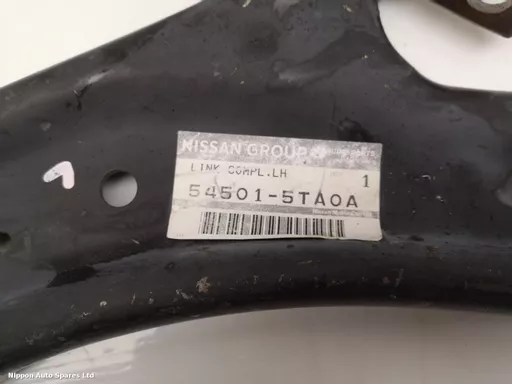 NISSAN GROUP
LINK COMPL.LH 1
54501-5TA0A
Nippon Auto Spares Ltd